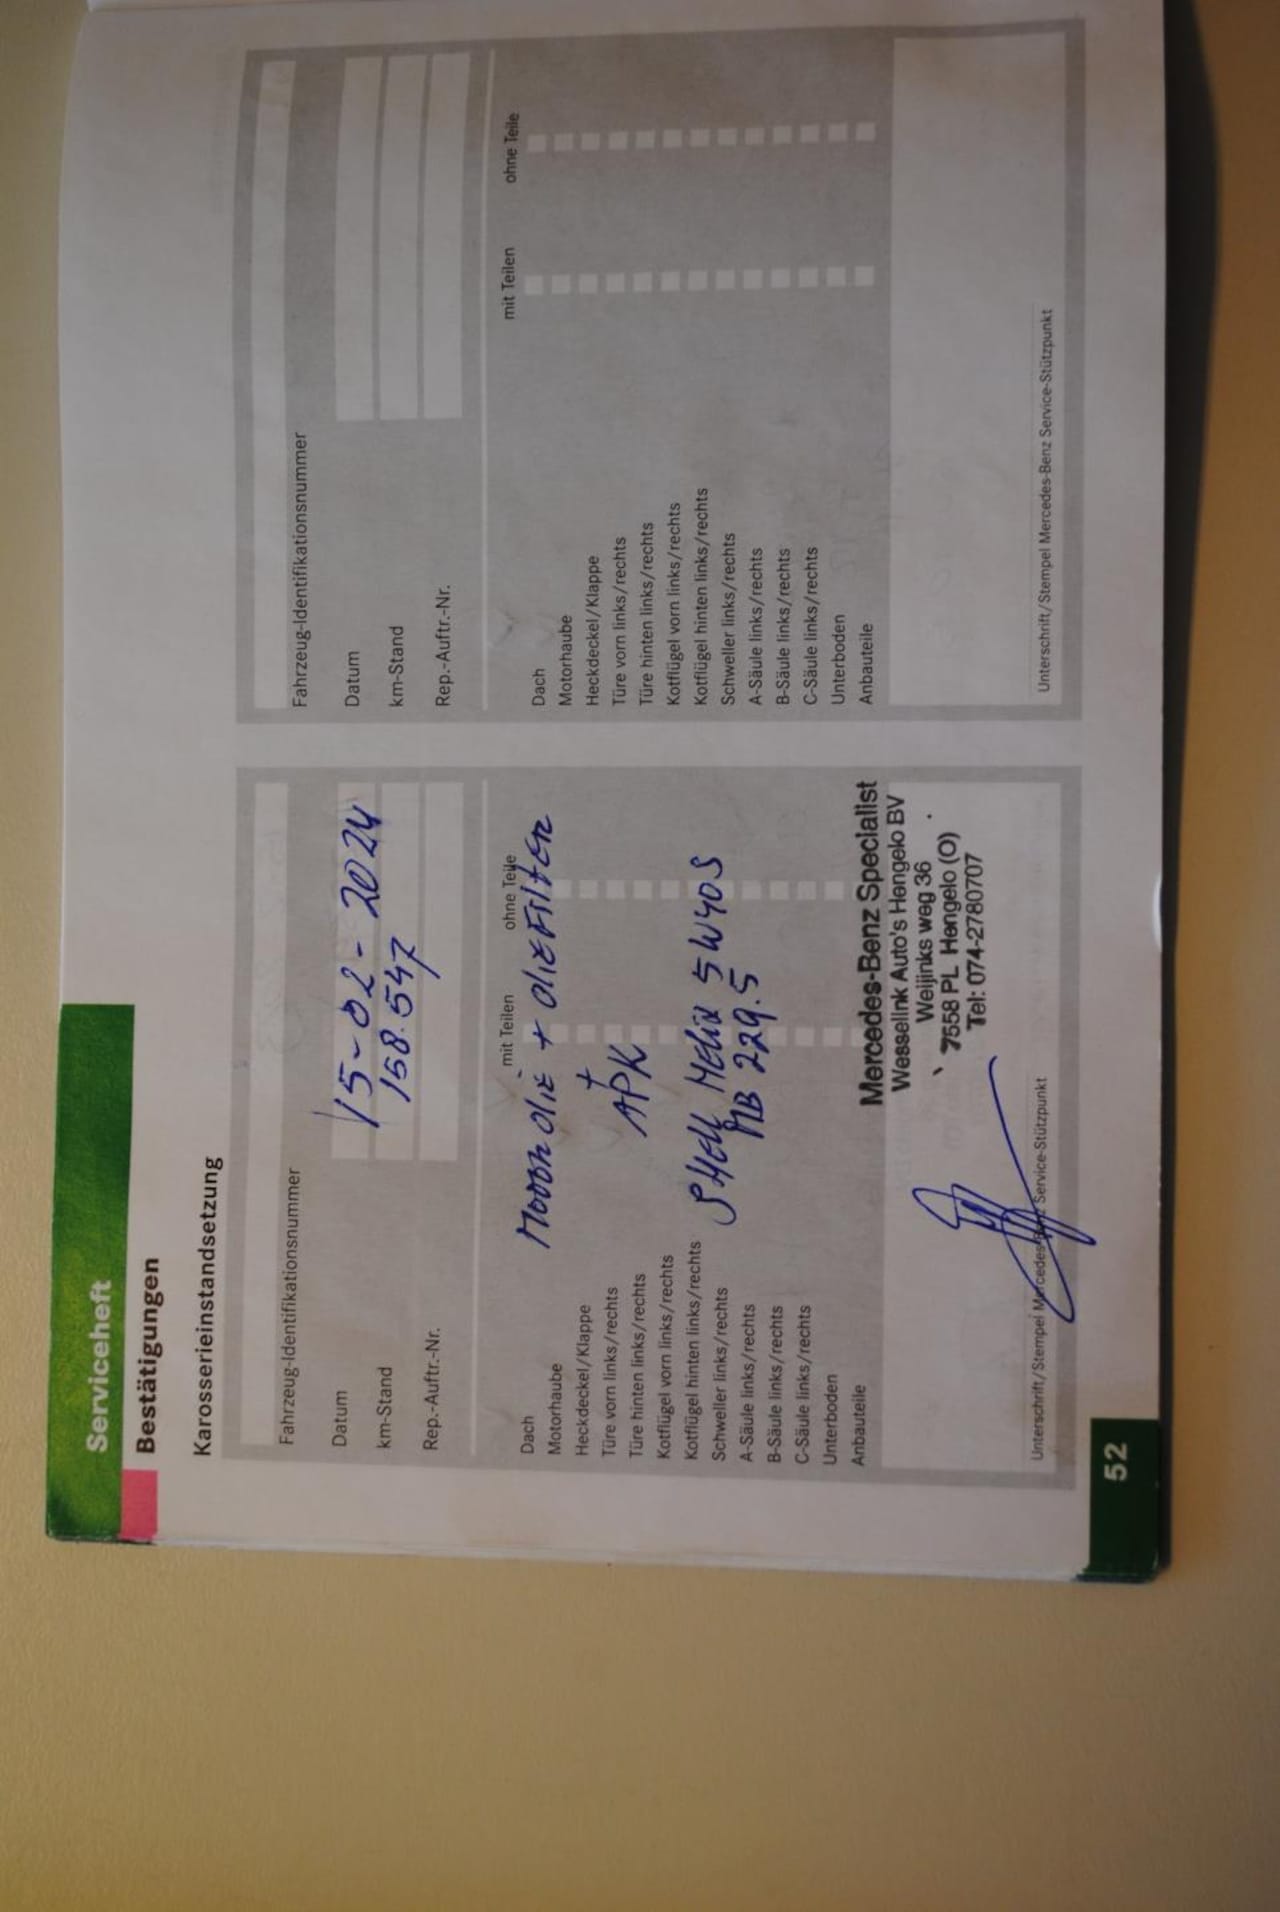 Serviceheft
Bestätigungen
Karosserieinstandsetzung
Fahrzeug-Identifikationsnummer
Datum 15-02-2024
km-Stand 158.547
Rep.-Auftr.-Nr.
mit Teilen ohne Teile
Dach
Motorhaube
Heckdeckel/Klappe
Türe vorn links/rechts
Türe hinten links/rechts
Kotflügel vorn links/rechts
Kotflügel hinten links/rechts
Schweller links/rechts
A-Säule links/rechts
B-Säule links/rechts
C-Säule links/rechts
Unterboden
Anbauteile
Motor olie + olieFilter
+
APK
Shell Helix 5W40S
MB 229.5
Mercedes-Benz Specialist
Wesselink Auto's Hengelo BV
Weijinks weg 36
7558 PL Hengelo (O)
Tel: 074-2780707
Unterschrift/Stempel Mercedes-Benz Service-Stützpunkt
Fahrzeug-Identifikationsnummer
Datum
km-Stand
Rep.-Auftr.-Nr.
mit Teilen ohne Teile
Dach
Motorhaube
Heckdeckel/Klappe
Türe vorn links/rechts
Türe hinten links/rechts
Kotflügel vorn links/rechts
Kotflügel hinten links/rechts
Schweller links/rechts
A-Säule links/rechts
B-Säule links/rechts
C-Säule links/rechts
Unterboden
Anbauteile
Unterschrift/Stempel Mercedes-Benz Service-Stützpunkt
52